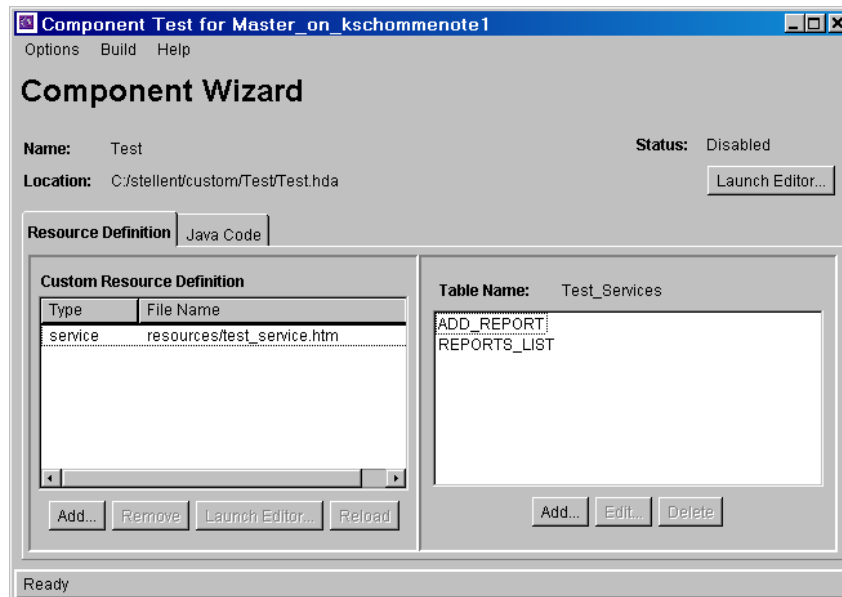 Component Test for Master_on_kschommenote1
Options Build Help
Component Wizard
Name: Test
Status: Disabled
Location: C:/stellent/custom/Test/Test.hda
Launch Editor...
Resource Definition Java Code
Custom Resource Definition
Type File Name
service resources/test_service.htm
Add... Remove Launch Editor... Reload
Table Name: Test_Services
ADD_REPORT
REPORTS_LIST
Add... Edit... Delete
Ready